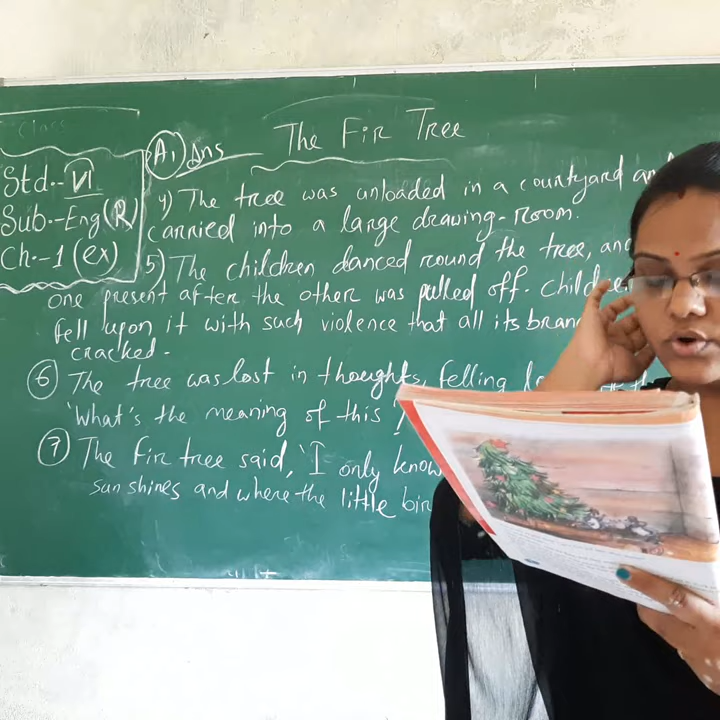 The Fir Tree
Class
Std.- VI
Sub.- Eng(R)
Ch.- 1 (ex)
A. Ans
4) The tree was unloaded in a courtyard and
carried into a large drawing-room.
5) The children danced round the tree, and
one present after the other was pulled off. Children
fell upon it with such violence that all its bran
cracked.
6 The tree was lost in thoughts, felling
'What's the meaning of this
7 The fir tree said, 'I only know
sun shines and where the little bir